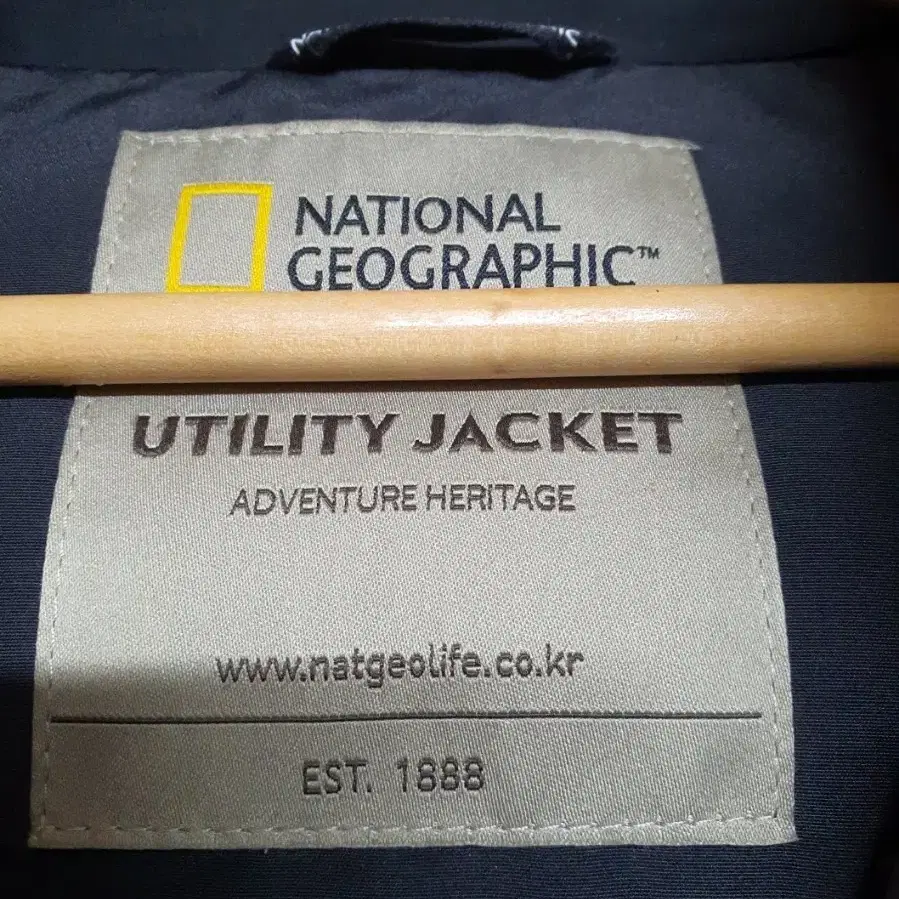 NATIONAL
GEOGRAPHIC™
UTILITY JACKET
ADVENTURE HERITAGE
www.natgeolife.co.kr
EST. 1888